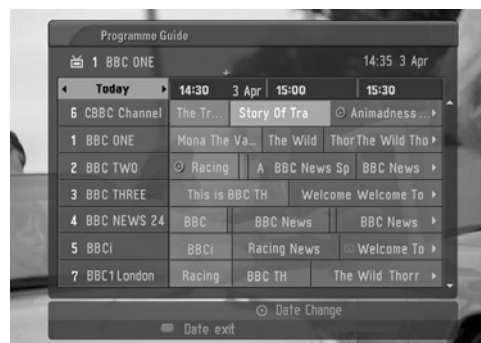 Programme Guide
1 BBC ONE 14:35 3 Apr
Today 14:30 3 Apr 15:00 15:30
6 CBBC Channel The Tr... Story Of Tra Animadness ...
1 BBC ONE Mona The Va... The Wild ThorThe Wild Tho
2 BBC TWO Racing A BBC News Sp BBC News
3 BBC THREE This is BBC TH Welcome Welcome To
4 BBC NEWS 24 BBC BBC News BBC News
5 BBCi BBCi Racing News Welcome To
7 BBC1London Racing BBC TH The Wild Thorr
Date Change
Date exit